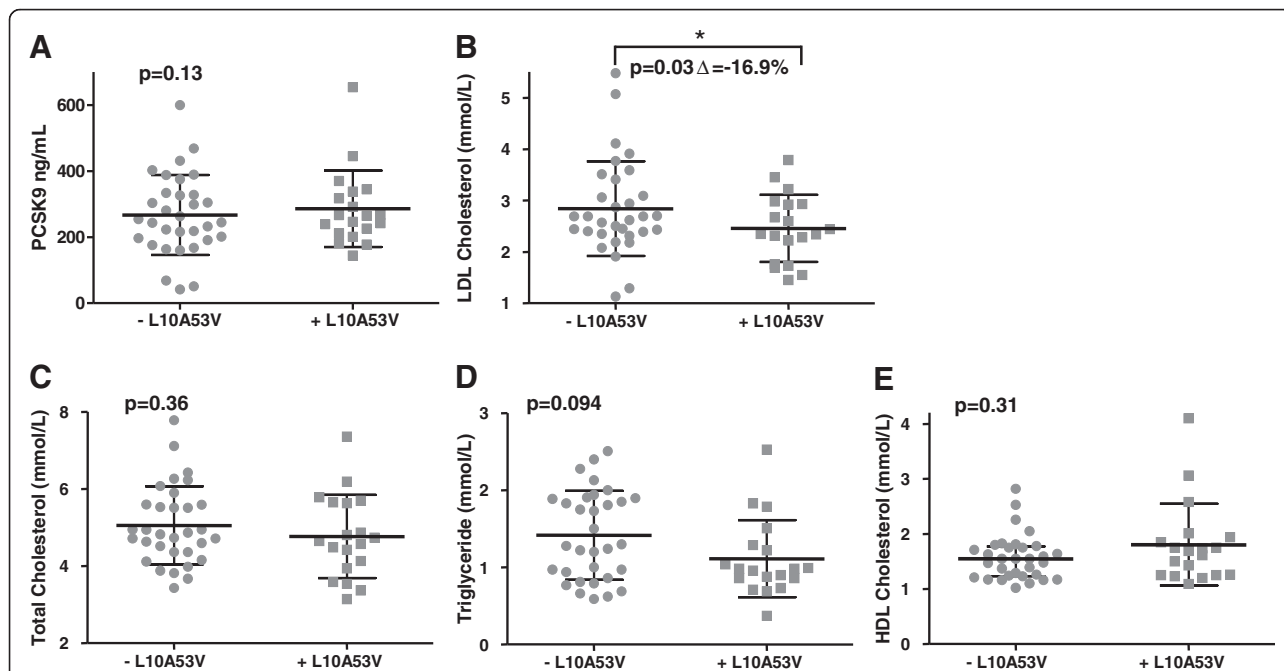 A
p=0.13
PCSK9 ng/mL
600
400
200
0
- L10A53V
+ L10A53V
B
*
p=0.03 Δ=-16.9%
LDL Cholesterol (mmol/L)
5
4
3
2
1
- L10A53V
+ L10A53V
C
p=0.36
Total Cholesterol (mmol/L)
8
6
4
2
- L10A53V
+ L10A53V
D
p=0.094
Triglyceride (mmol/L)
3
2
1
0
- L10A53V
+ L10A53V
E
p=0.31
HDL Cholesterol (mmol/L)
4
3
2
1
0
- L10A53V
+ L10A53V